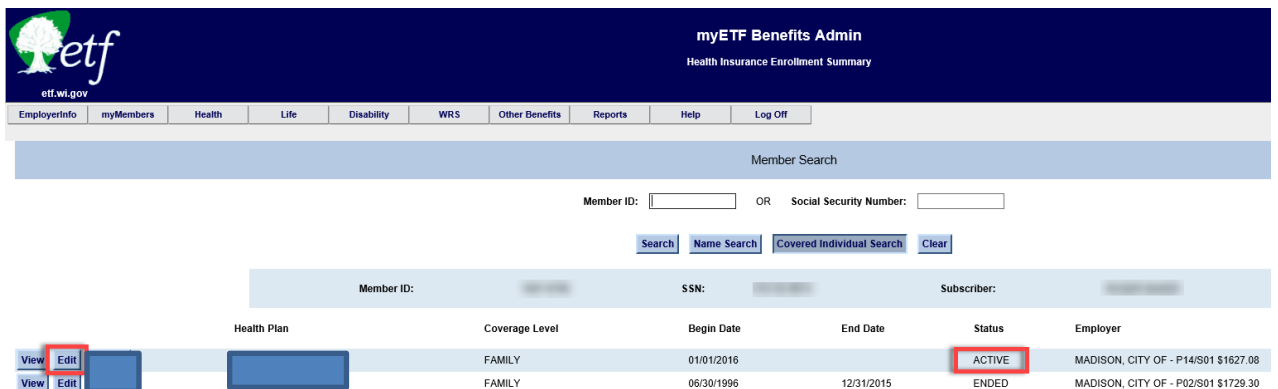 etf
etf.wi.gov
myETF Benefits Admin
Health Insurance Enrollment Summary
EmployerInfo myMembers Health Life Disability WRS Other Benefits Reports Help Log Off
Member Search
Member ID: OR Social Security Number:
Search Name Search Covered Individual Search Clear
Member ID: SSN: Subscriber:
Health Plan Coverage Level Begin Date End Date Status Employer
View Edit FAMILY 01/01/2016 ACTIVE MADISON, CITY OF - P14/S01 $1627.08
View Edit FAMILY 06/30/1996 12/31/2015 ENDED MADISON, CITY OF - P02/S01 $1729.30